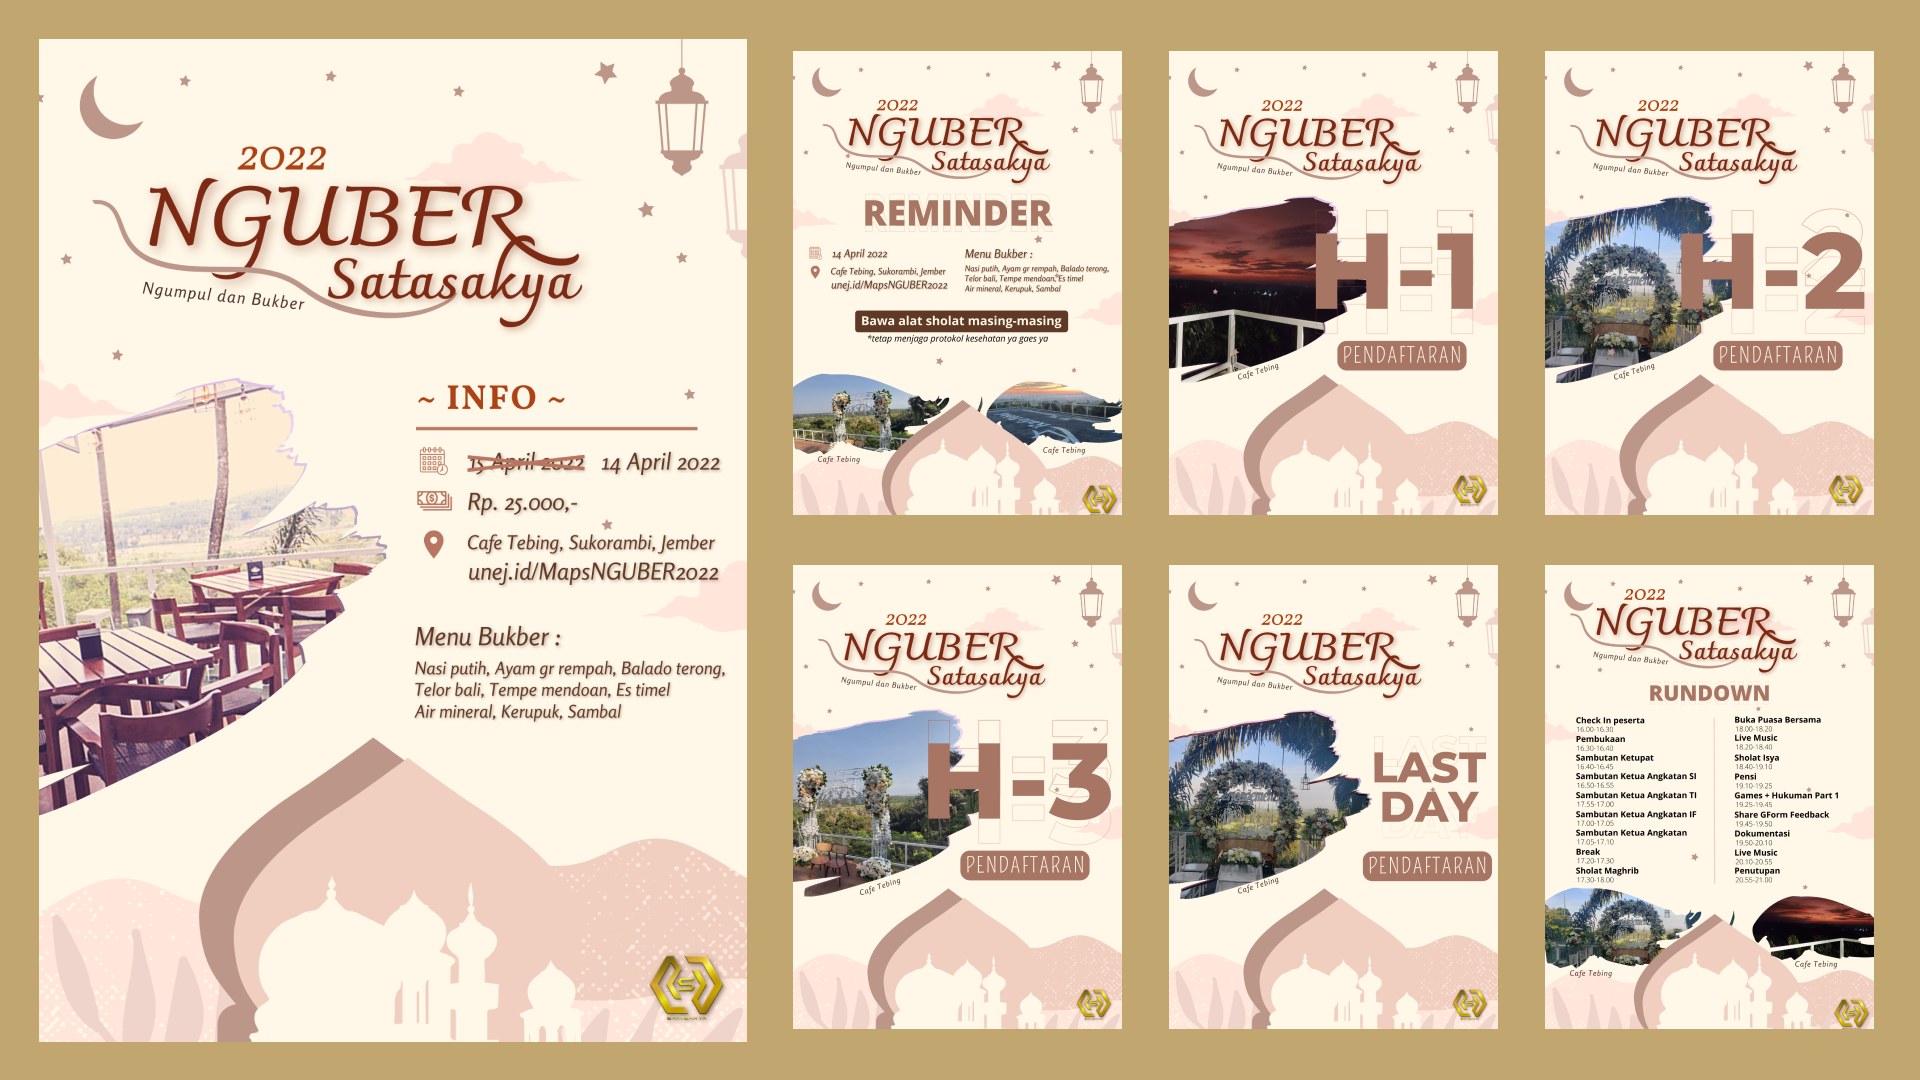 2022
NGUBER
Satasakya
Ngumpul dan Bukber
~ INFO ~
15 April 2022 14 April 2022
Rp. 25.000,-
Cafe Tebing, Sukorambi, Jember
unej.id/MapsNGUBER2022
Menu Bukber :
Nasi putih, Ayam gr rempah, Balado terong,
Telor bali, Tempe mendoan, Es timel
Air mineral, Kerupuk, Sambal
2022
NGUBER
Satasakya
Ngumpul dan Bukber
REMINDER
14 April 2022
Cafe Tebing, Sukorambi, Jember
unej.id/MapsNGUBER2022
Menu Bukber :
Nasi putih, Ayam gr rempah, Balado terong,
Telor bali, Tempe mendoan, Es timel
Air mineral, Kerupuk, Sambal
Bawa alat sholat masing-masing
*tetap menjaga protokol kesehatan ya gaes ya
Cafe Tebing
Cafe Tebing
2022
NGUBER
Satasakya
Ngumpul dan Bukber
H-1
PENDAFTARAN
Cafe Tebing
2022
NGUBER
Satasakya
Ngumpul dan Bukber
H-2
PENDAFTARAN
Cafe Tebing
2022
NGUBER
Satasakya
Ngumpul dan Bukber
H-3
PENDAFTARAN
Cafe Tebing
2022
NGUBER
Satasakya
Ngumpul dan Bukber
LAST
DAY
PENDAFTARAN
Cafe Tebing
2022
NGUBER
Satasakya
Ngumpul dan Bukber
RUNDOWN
Check In peserta
16.00-16.30
Pembukaan
16.30-16.40
Sambutan Ketupat
16.40-16.45
Sambutan Ketua Angkatan SI
16.50-16.55
Sambutan Ketua Angkatan TI
17.55-17.00
Sambutan Ketua Angkatan IF
17.00-17.05
Sambutan Ketua Angkatan
17.05-17.10
Break
17.20-17.30
Sholat Maghrib
17.30-18.00
Buka Puasa Bersama
18.00-18.20
Live Music
18.20-18.40
Sholat Isya
18.40-19.10
Pensi
19.10-19.25
Games + Hukuman Part 1
19.25-19.45
Share GForm Feedback
19.45-19.50
Dokumentasi
19.50-20.10
Live Music
20.10-20.55
Penutupan
20.55-21.00
Cafe Tebing
Cafe Tebing